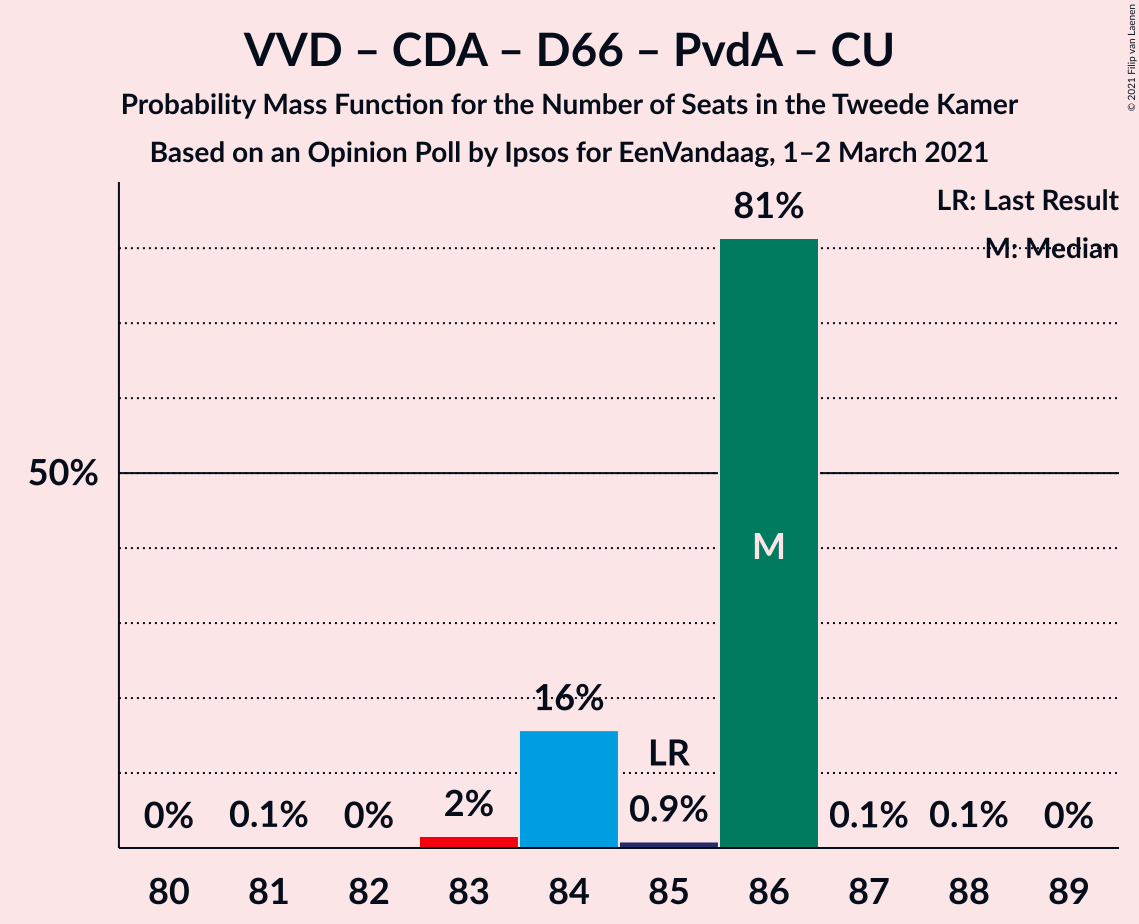 VVD – CDA – D66 – PvdA – CU
Probability Mass Function for the Number of Seats in the Tweede Kamer
Based on an Opinion Poll by Ipsos for EenVandaag, 1–2 March 2021
© 2021 Filip van Laenen
LR: Last Result
M: Median
81%
50%
M
16%
LR
0% 0.1% 0% 2% 0.9% 0.1% 0.1% 0%
80 81 82 83 84 85 86 87 88 89